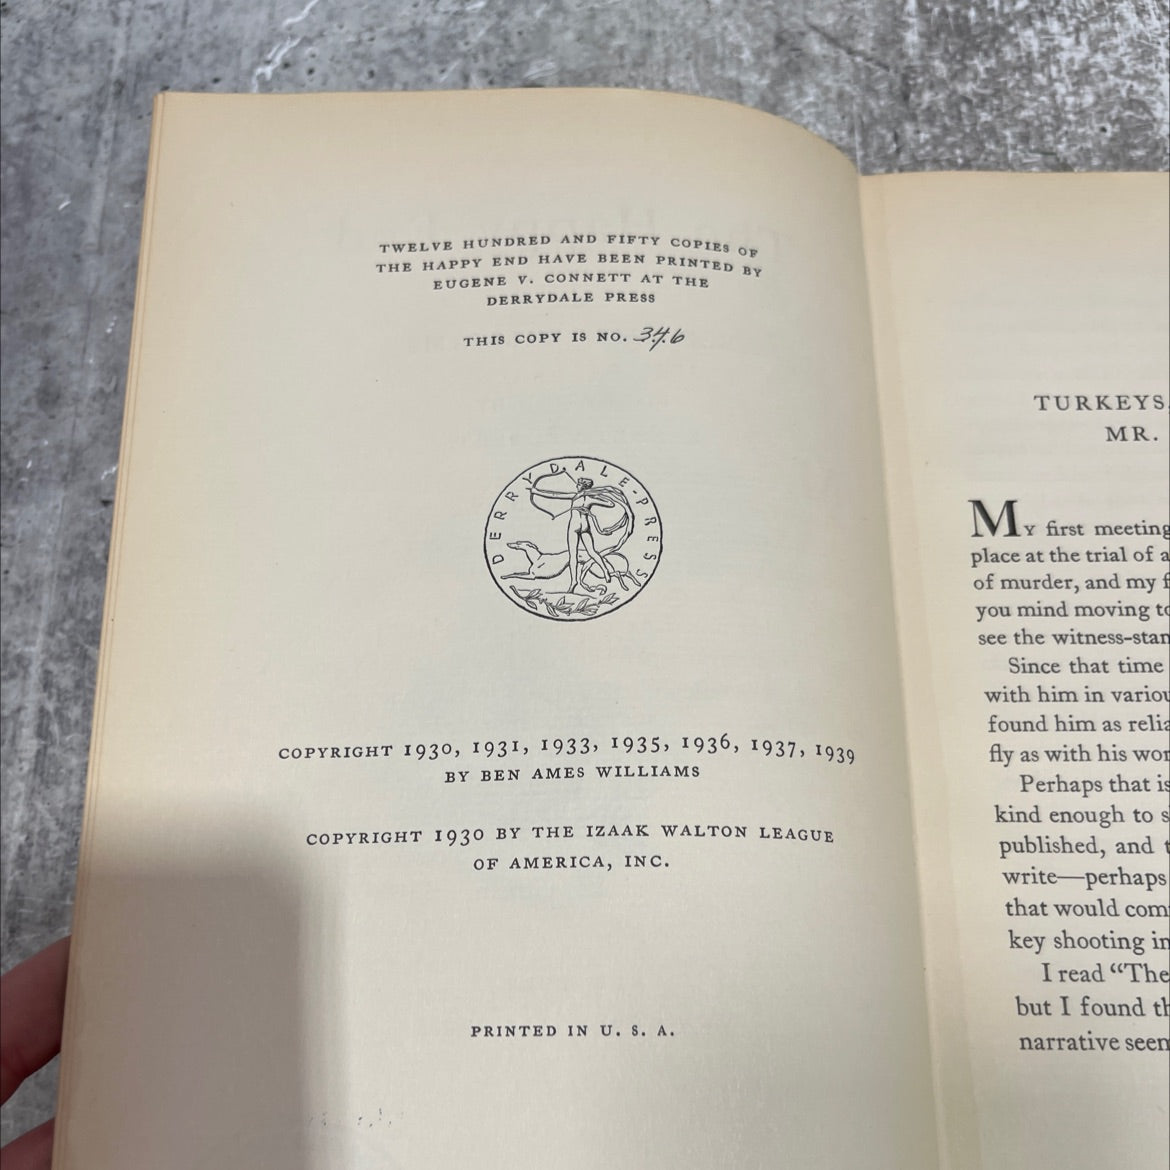 TWELVE HUNDRED AND FIFTY COPIES OF
THE HAPPY END HAVE BEEN PRINTED BY
EUGENE V. CONNETT AT THE
DERRYDALE PRESS
THIS COPY IS NO. 346
DERRYDALE-PRESS
COPYRIGHT 1930, 1931, 1933, 1935, 1936, 1937, 1939
BY BEN AMES WILLIAMS
COPYRIGHT 1930 BY THE IZAAK WALTON LEAGUE
OF AMERICA, INC.
PRINTED IN U. S. A.
TURKEYS
MR.
MY first meeting
place at the trial of a
of murder, and my f
you mind moving to
see the witness-stan
Since that time
with him in variou
found him as relia
fly as with his wor
Perhaps that is
kind enough to s
published, and t
write—perhaps
that would com
key shooting in
I read “The
but I found th
narrative seem